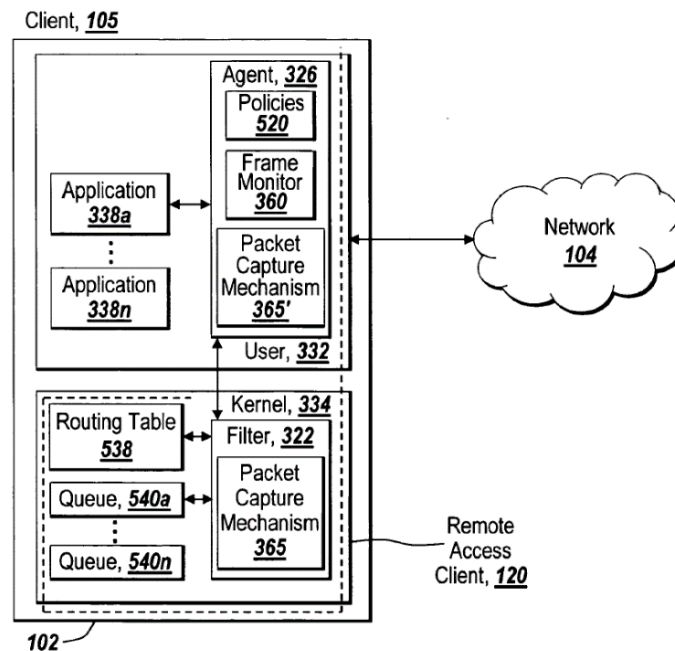 Client, 105
Agent, 326
Policies
520
Frame
Monitor
360
Application
338a
Packet
Capture
Mechanism
365'
Application
338n
User, 332
Network
104
Kernel, 334
Routing Table
538
Filter, 322
Queue, 540a
Packet
Capture
Mechanism
365
Queue, 540n
Remote
Access
Client, 120
102